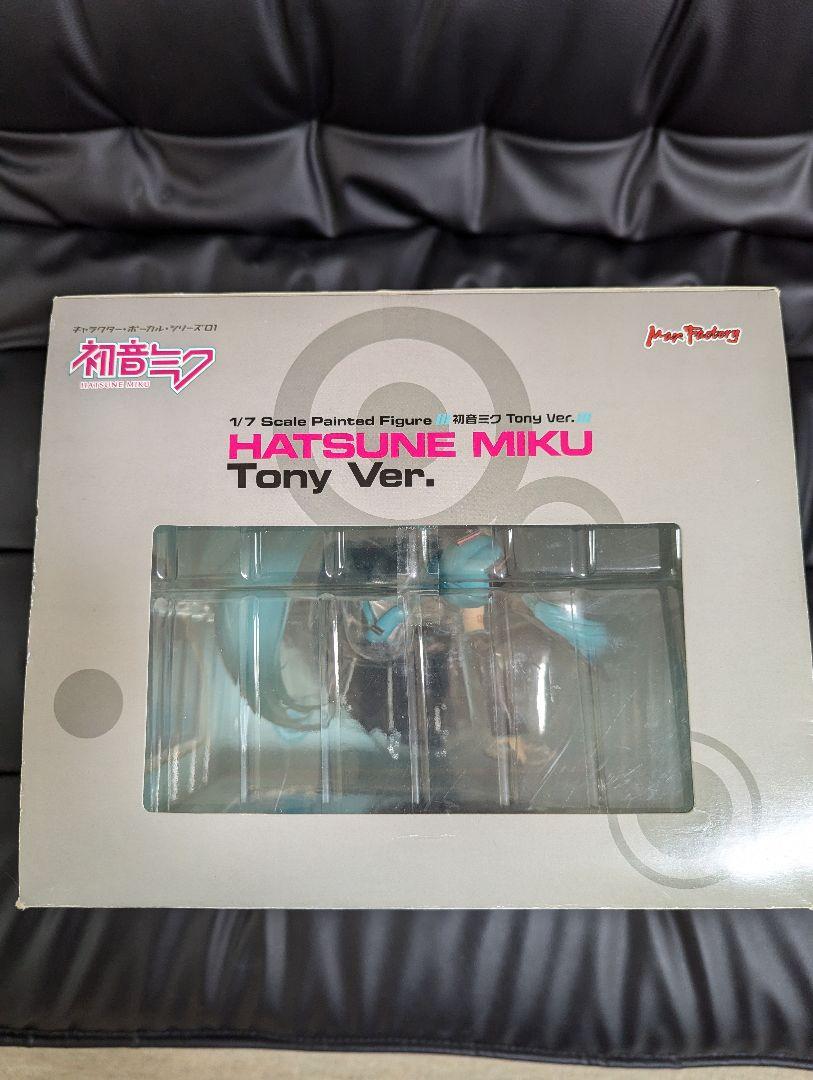 キャラクター・ボーカル・シリーズ01
初音ミク
HATSUNE MIKU
Max Factory
1/7 Scale Painted Figure /// 初音ミク Tony Ver. ///
HATSUNE MIKU
Tony Ver.